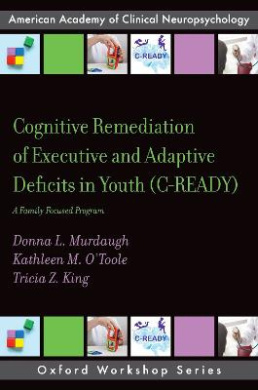 American Academy of Clinical Neuropsychology
C-READY
Cognitive Remediation
of Executive and Adaptive
Deficits in Youth (C-READY)
A Family Focused Program
Donna L. Murdaugh
Kathleen M. O'Toole
Tricia Z. King
C-READY
Oxford Workshop Series